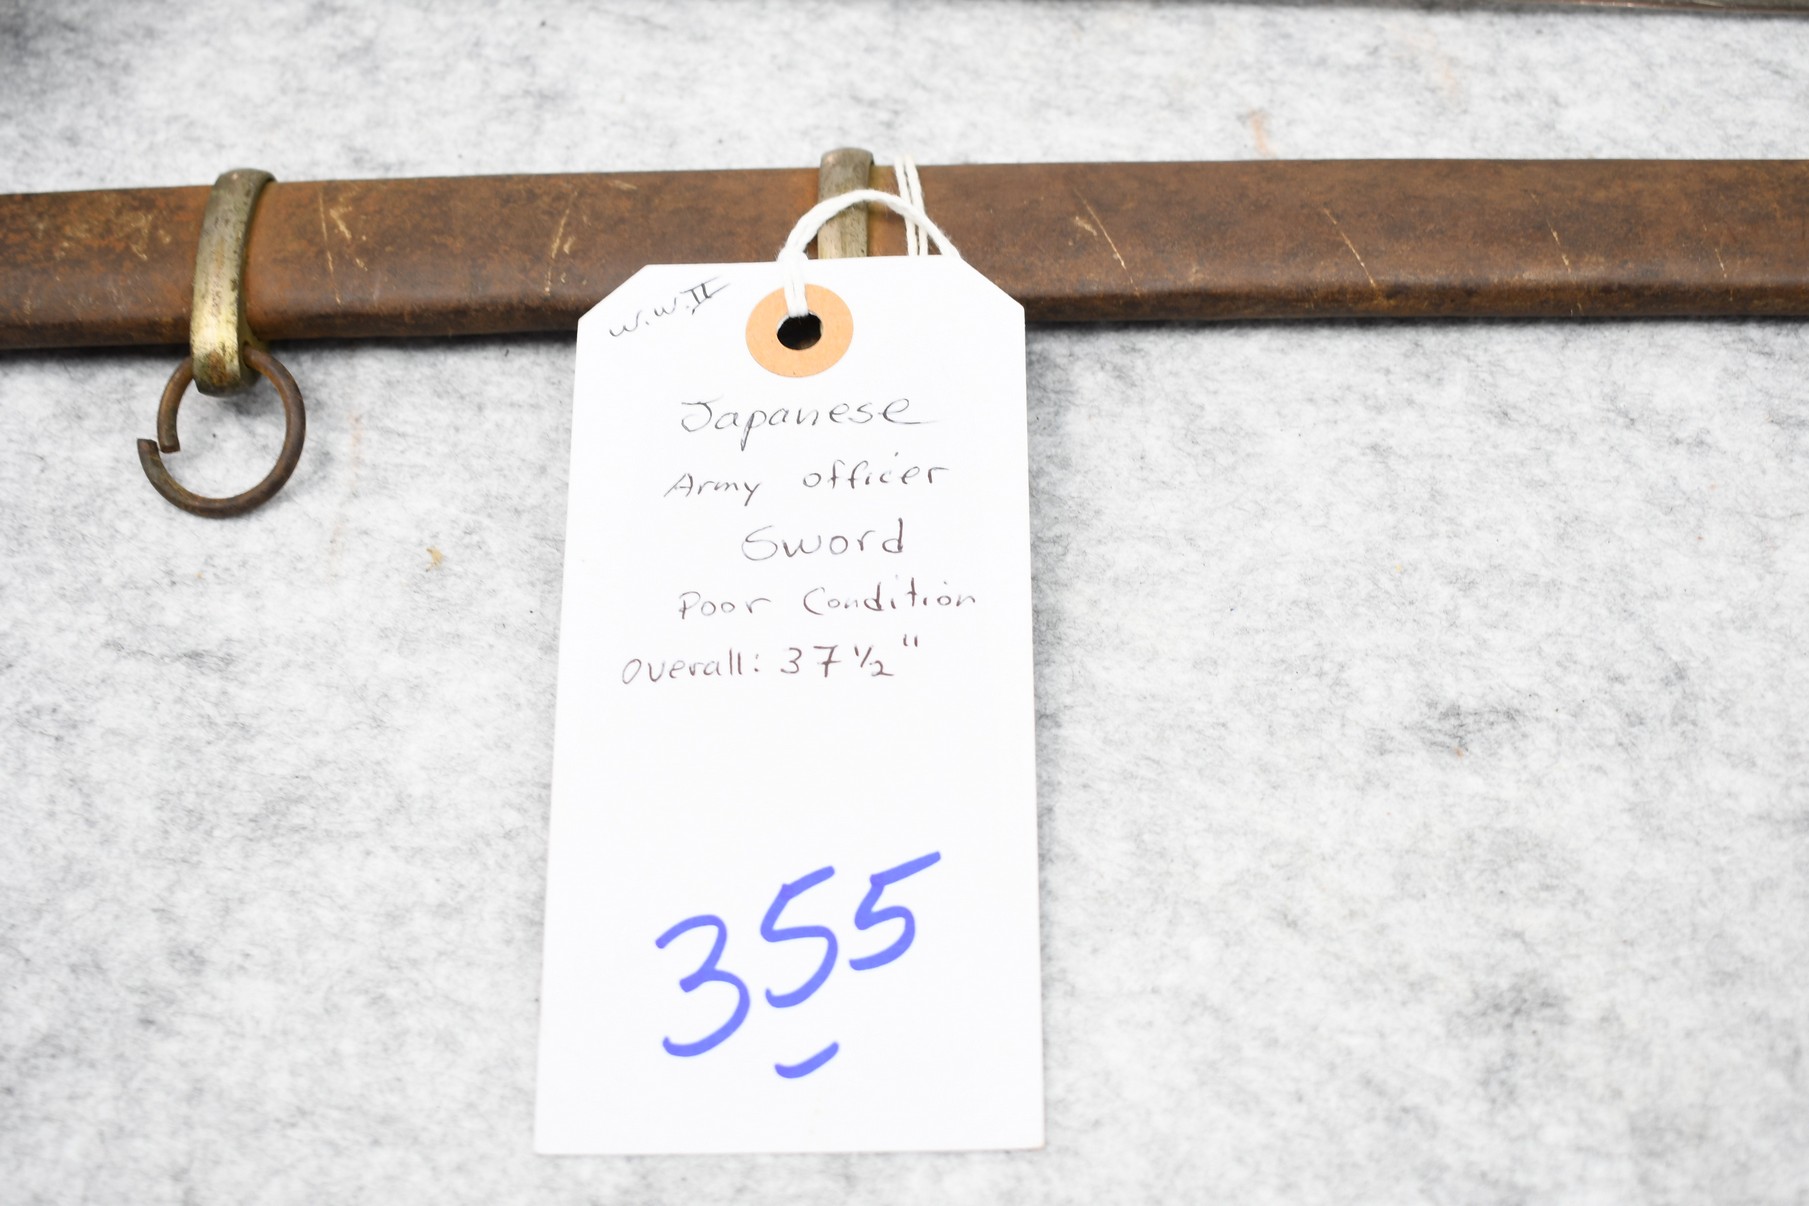 W.W.II
Japanese
Army officer
Sword
Poor Condition
Overall: 37 1/2"
355